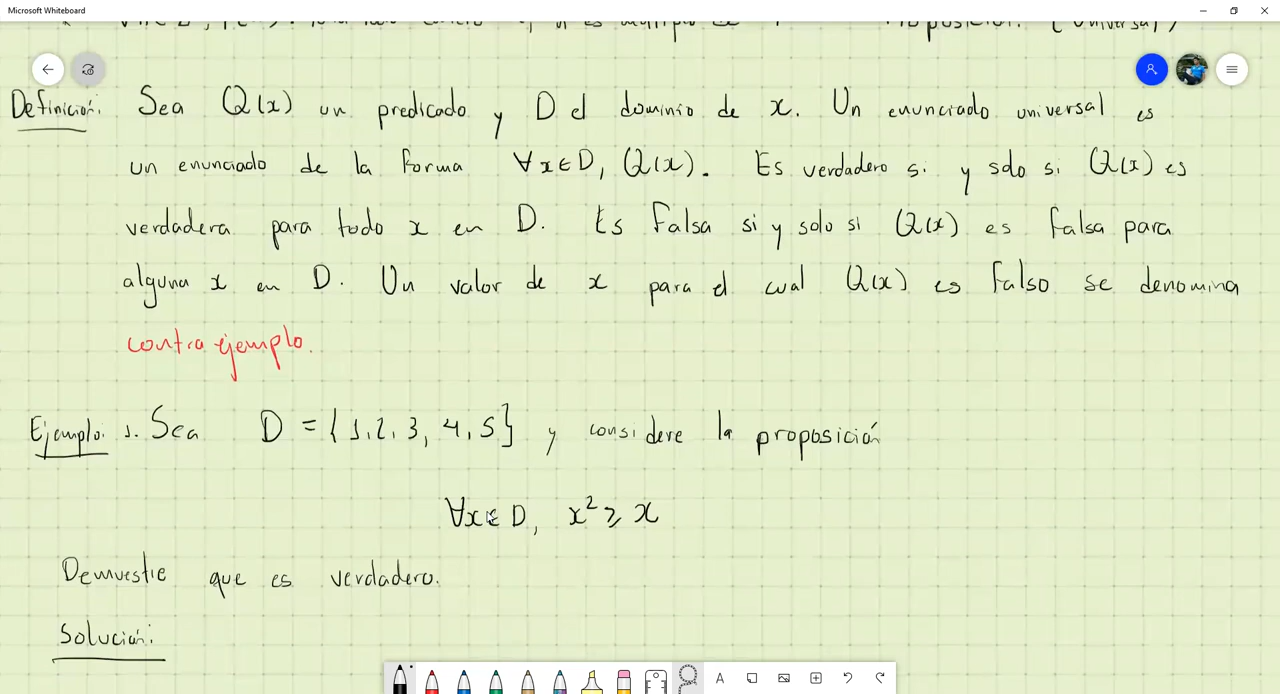 Microsoft Whiteboard
Definición: Sea Q(x) un predicado y D el dominio de x. Un enunciado universal es
un enunciado de la forma ∀x∈D, Q(x). Es verdadero si y solo si Q(x) es
verdadera para todo x en D. Es Falsa si y solo si Q(x) es falsa para
alguna x en D. Un valor de x para el cual Q(x) es Falso se denomina
contraejemplo.
Ejemplo 1. Sea D = {1,2,3,4,5} y considere la proposición
∀x∈D, x² ≥ x
Demuestre que es verdadero.
Solución: